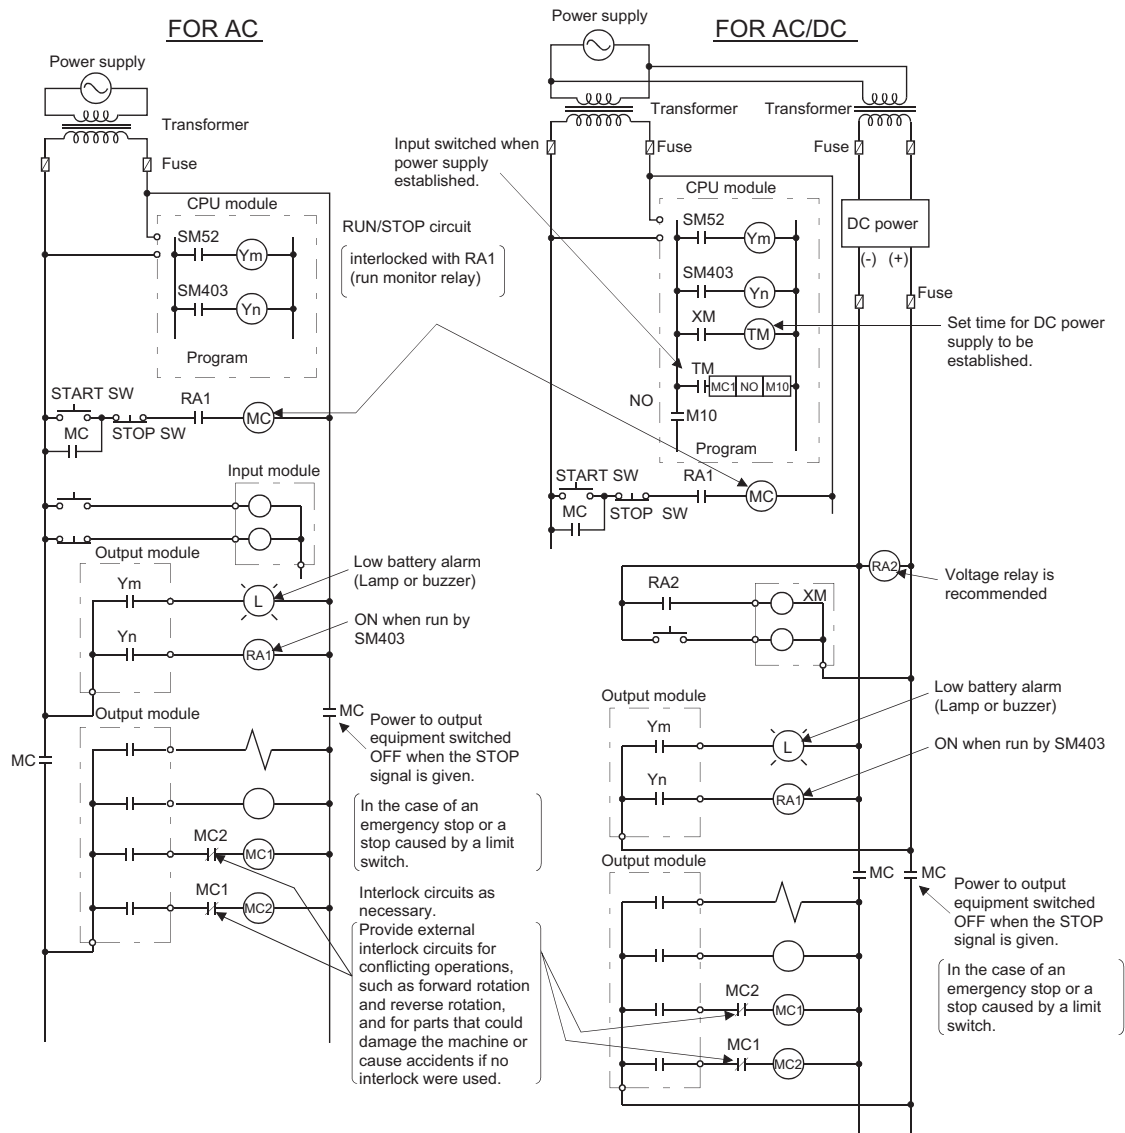 FOR AC
Power supply
Transformer
Fuse
CPU module
SM52
Ym
SM403
Yn
Program
RUN/STOP circuit
interlocked with RA1
(run monitor relay)
START SW
RA1
MC
MC
STOP SW
Input module
Output module
Ym
L
Low battery alarm
(Lamp or buzzer)
Yn
RA1
ON when run by
SM403
Output module
MC
MC
Power to output
equipment switched
OFF when the STOP
signal is given.
In the case of an
emergency stop or a
stop caused by a limit
switch.
MC2
MC1
MC1
MC2
Interlock circuits as
necessary.
Provide external
interlock circuits for
conflicting operations,
such as forward rotation
and reverse rotation,
and for parts that could
damage the machine or
cause accidents if no
interlock were used.
FOR AC/DC
Power supply
Transformer
Transformer
Fuse
Fuse
Input switched when
power supply
established.
CPU module
SM52
Ym
SM403
Yn
XM
TM
TM
MC1 NO M10
NO
M10
Program
DC power
(-) (+)
Fuse
Set time for DC power
supply to be
established.
START SW
RA1
MC
MC
STOP SW
RA2
Voltage relay is
recommended
RA2
XM
Output module
Ym
L
Low battery alarm
(Lamp or buzzer)
Yn
RA1
ON when run by SM403
Output module
MC
MC
Power to output
equipment switched
OFF when the STOP
signal is given.
In the case of an
emergency stop or a
stop caused by a limit
switch.
MC2
MC1
MC1
MC2